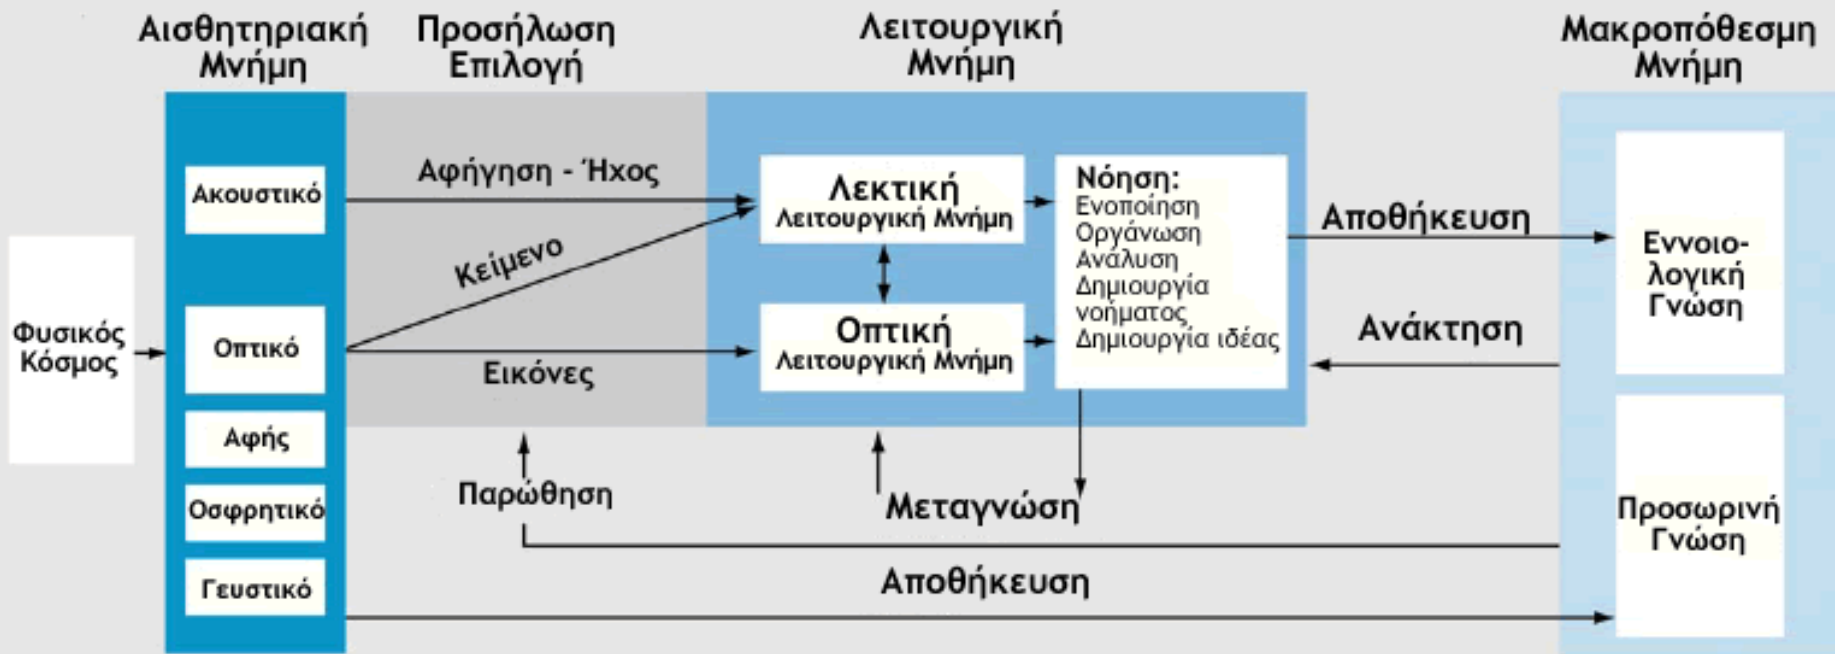 Αισθητηριακή
Μνήμη
Προσήλωση
Επιλογή
Λειτουργική
Μνήμη
Μακροπόθεσμη
Μνήμη
Φυσικός
Κόσμος
Ακουστικό
Οπτικό
Αφής
Οσφρητικό
Γευστικό
Αφήγηση - Ήχος
Κείμενο
Εικόνες
Λεκτική
Λειτουργική Μνήμη
Οπτική
Λειτουργική Μνήμη
Νόηση:
Ενοποίηση
Οργάνωση
Ανάλυση
Δημιουργία
νοήματος
Δημιουργία ιδέας
Αποθήκευση
Ανάκτηση
Εννοιο-
λογική
Γνώση
Προσωρινή
Γνώση
Παρώθηση
Μεταγνώση
Αποθήκευση